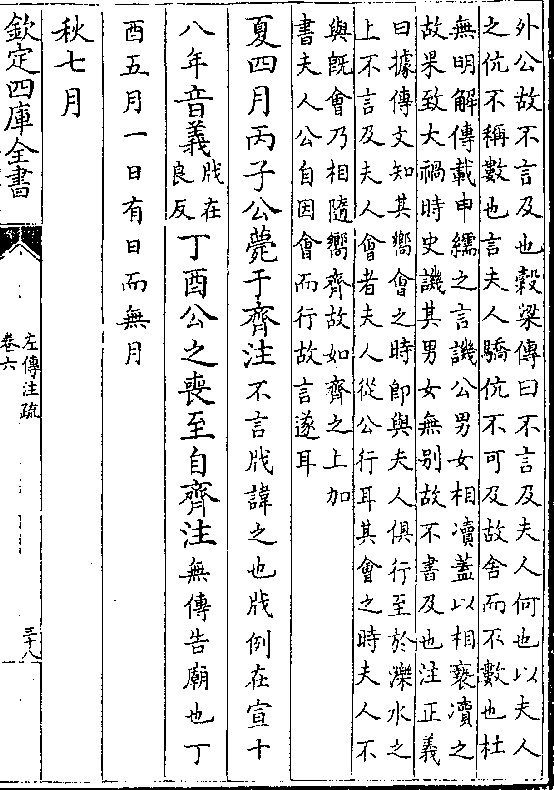 外公故不言及也穀梁傳曰不言及夫人何也以夫人
之伉不稱數也言夫人驕伉不可及故舍而不數也杜
無明解傳載申繻之言譏公男女相瀆蓋以相褻瀆之
故果致大禍時史譏其男女無别故不書及也注正義
曰據傳文知其嚮會之時即與夫人俱行至於濼水之
上不言及夫人會者夫人從公行耳其會之時夫人不
與既會乃相隨嚮齊故如齊之上加
書夫人公自因會而行故言遂耳
夏四月丙子公薨于齊注不言戕諱之也戕例在宣十
八年音義戕在
良反丁酉公之喪至自齊注無傳告廟也丁
酉五月一日有日而無月
秋七月
欽定四庫全書
左傳注疏
卷六
三十八